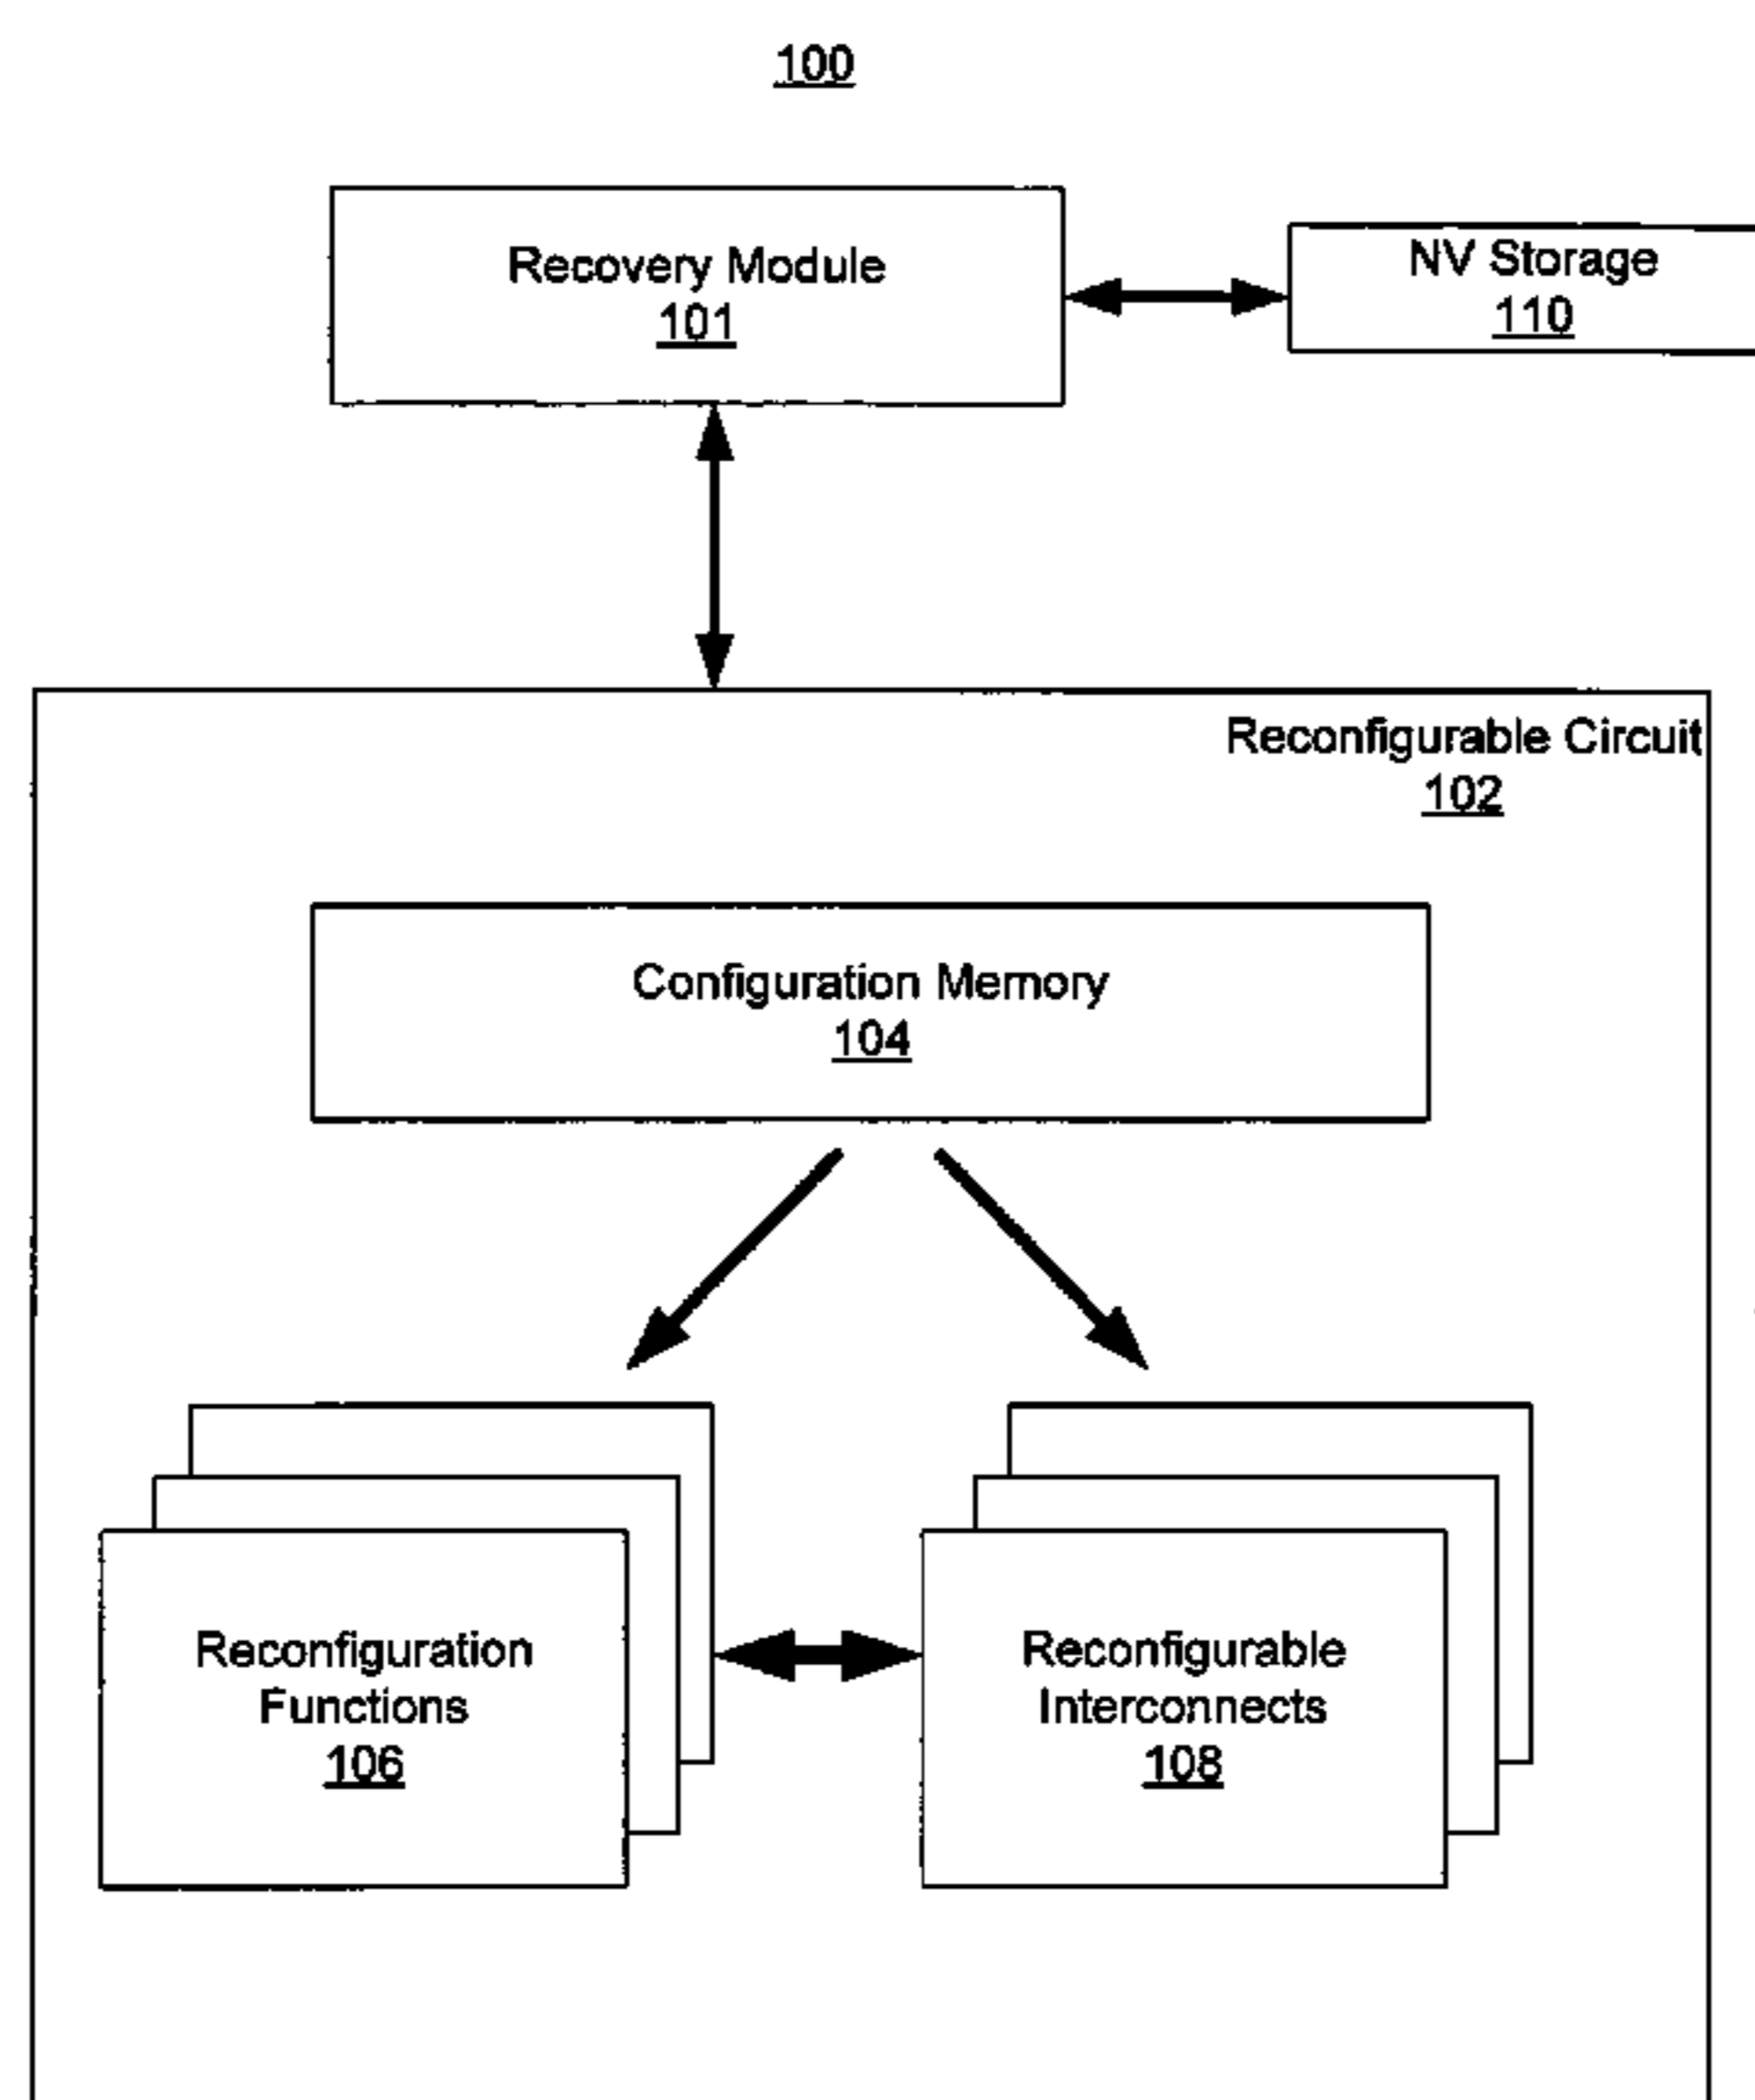 100
Recovery Module
101
NV Storage
110
Reconfigurable Circuit
102
Configuration Memory
104
Reconfiguration
Functions
106
Reconfigurable
Interconnects
108